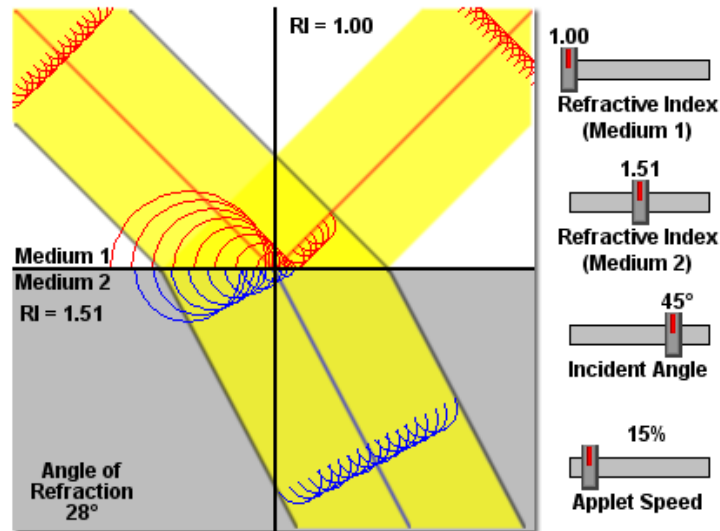 RI = 1.00
Medium 1
Medium 2
RI = 1.51
Angle of
Refraction
28°
1.00
Refractive Index
(Medium 1)
1.51
Refractive Index
(Medium 2)
45°
Incident Angle
15%
Applet Speed